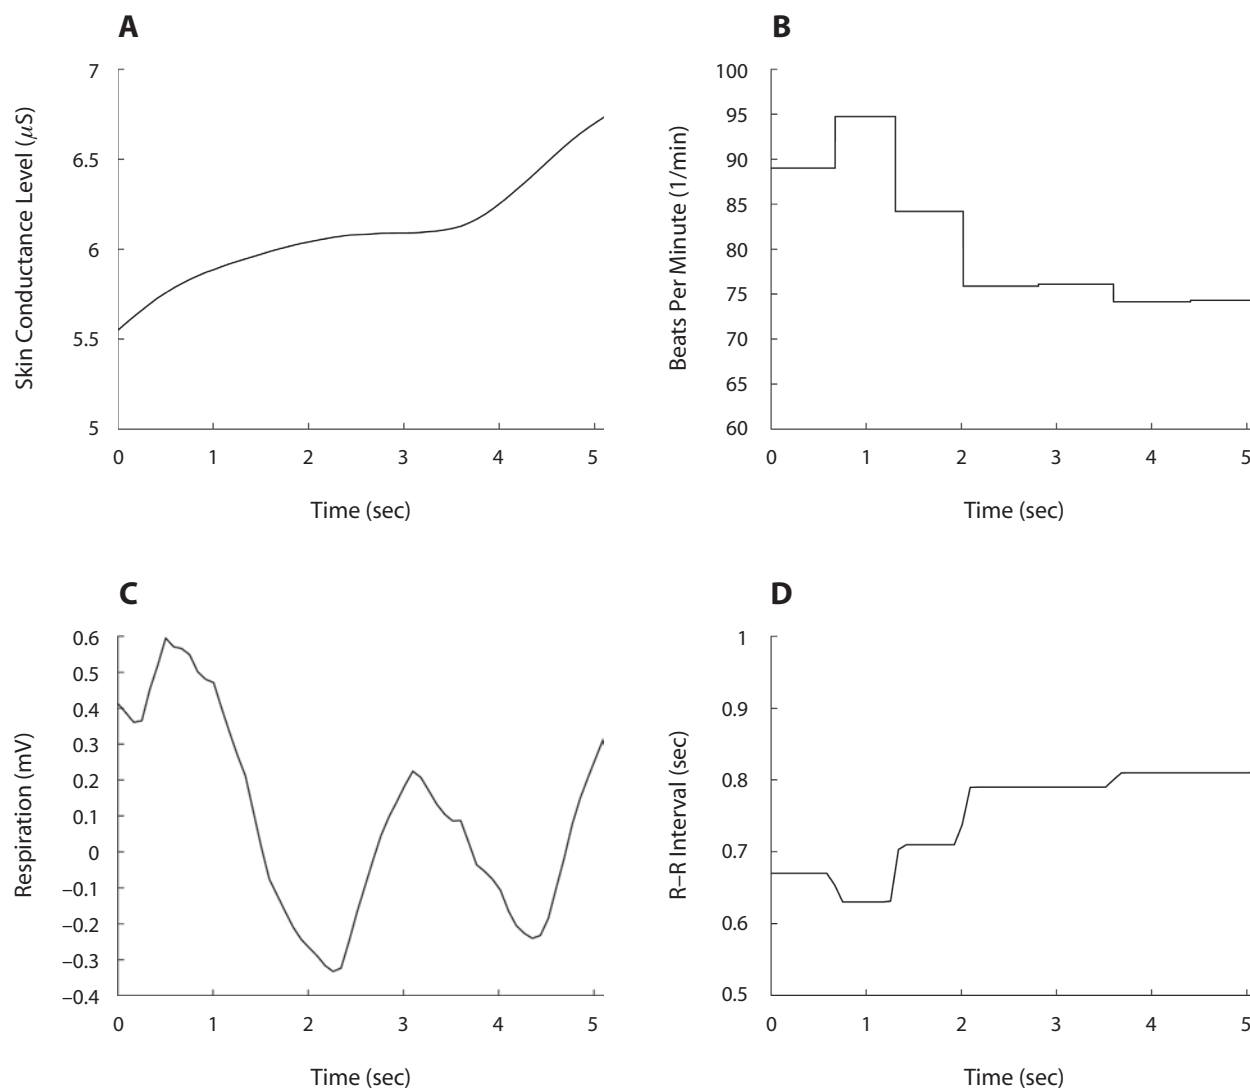 A
Skin Conductance Level (μS)
7
6.5
6
5.5
5
0 1 2 3 4 5
Time (sec)
B
Beats Per Minute (1/min)
100
95
90
85
80
75
70
65
60
0 1 2 3 4 5
Time (sec)
C
Respiration (mV)
0.6
0.5
0.4
0.3
0.2
0.1
0
–0.1
–0.2
–0.3
–0.4
0 1 2 3 4 5
Time (sec)
D
R–R Interval (sec)
1
0.9
0.8
0.7
0.6
0.5
0 1 2 3 4 5
Time (sec)